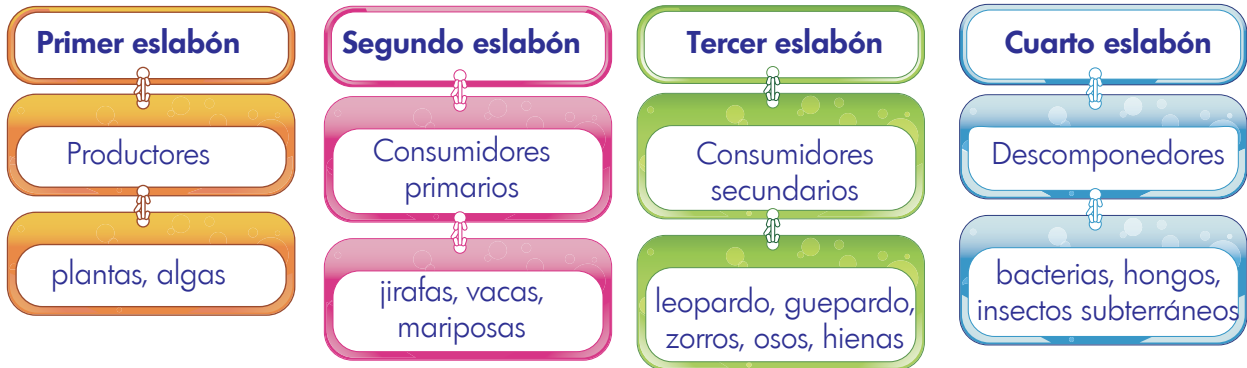 Primer eslabón
Productores
plantas, algas
Segundo eslabón
Consumidores
primarios
jirafas, vacas,
mariposas
Tercer eslabón
Consumidores
secundarios
leopardo, guepardo,
zorros, osos, hienas
Cuarto eslabón
Descomponedores
bacterias, hongos,
insectos subterráneos